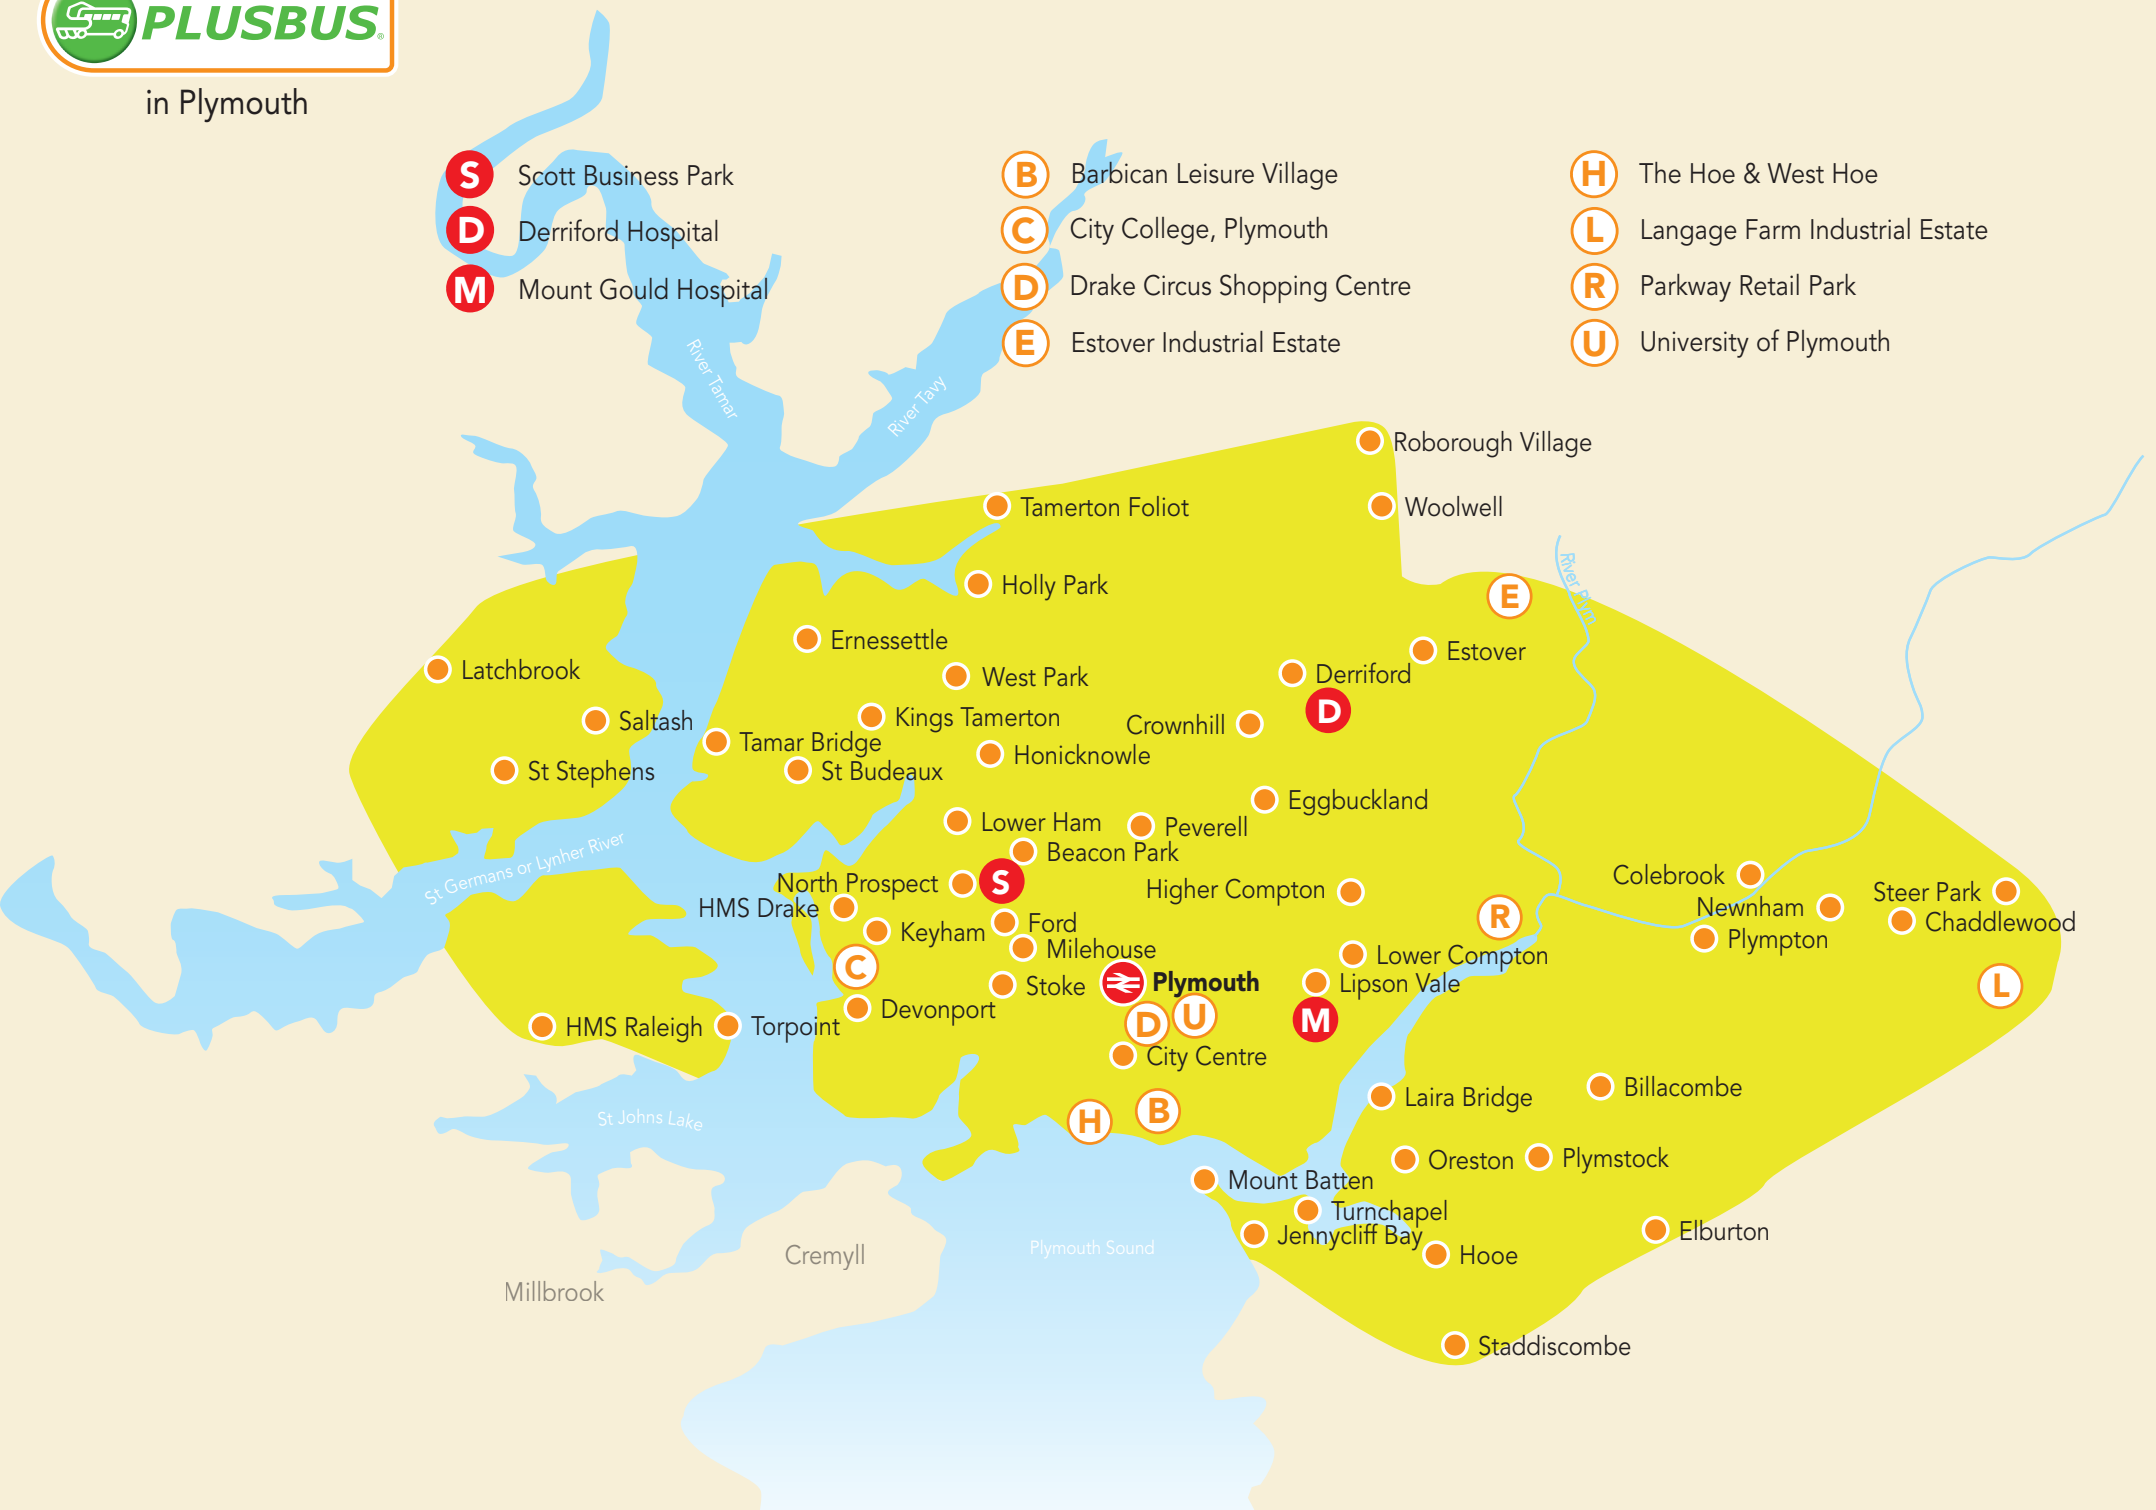 PLUSBUS®
in Plymouth
S Scott Business Park
D Derriford Hospital
M Mount Gould Hospital
B Barbican Leisure Village
C City College, Plymouth
D Drake Circus Shopping Centre
E Estover Industrial Estate
H The Hoe & West Hoe
L Langage Farm Industrial Estate
R Parkway Retail Park
U University of Plymouth
River Tamar
River Tavy
Roborough Village
Tamerton Foliot
Woolwell
River Plym
Holly Park
E
Ernessettle
Estover
Latchbrook
West Park
Derriford
D
Saltash
Kings Tamerton
Crownhill
Tamar Bridge
Honicknowle
St Stephens
St Budeaux
Eggbuckland
Lower Ham
Peverell
Beacon Park
St Germans or Lynher River
North Prospect
S
Higher Compton
Colebrook
Steer Park
HMS Drake
Newnham
R
Ford
Chaddlewood
Keyham
Plympton
Milehouse
Lower Compton
C
Stoke
Plymouth
Lipson Vale
L
Devonport
D
U
M
HMS Raleigh
Torpoint
City Centre
Billacombe
Laira Bridge
St Johns Lake
H
B
Oreston
Plymstock
Mount Batten
Turnchapel
Jennycliff Bay
Elburton
Plymouth Sound
Cremyll
Hooe
Millbrook
Staddiscombe